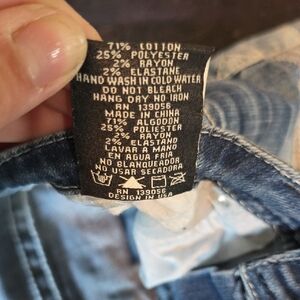 71% COTTON
25% POLYESTER
2% RAYON
2% ELASTANE
HAND WASH IN COLD WATER
DO NOT BLEACH
HANG DRY NO IRON
RN 139056
MADE IN CHINA
71% ALGODON
25% POLIESTER
2% RAYON
2% ELASTANE
LAVAR A MANO
EN AGUA FRIA
NO BLANQUEADOR
NO USAR SECADORA
RN 139056
DESIGN IN USA